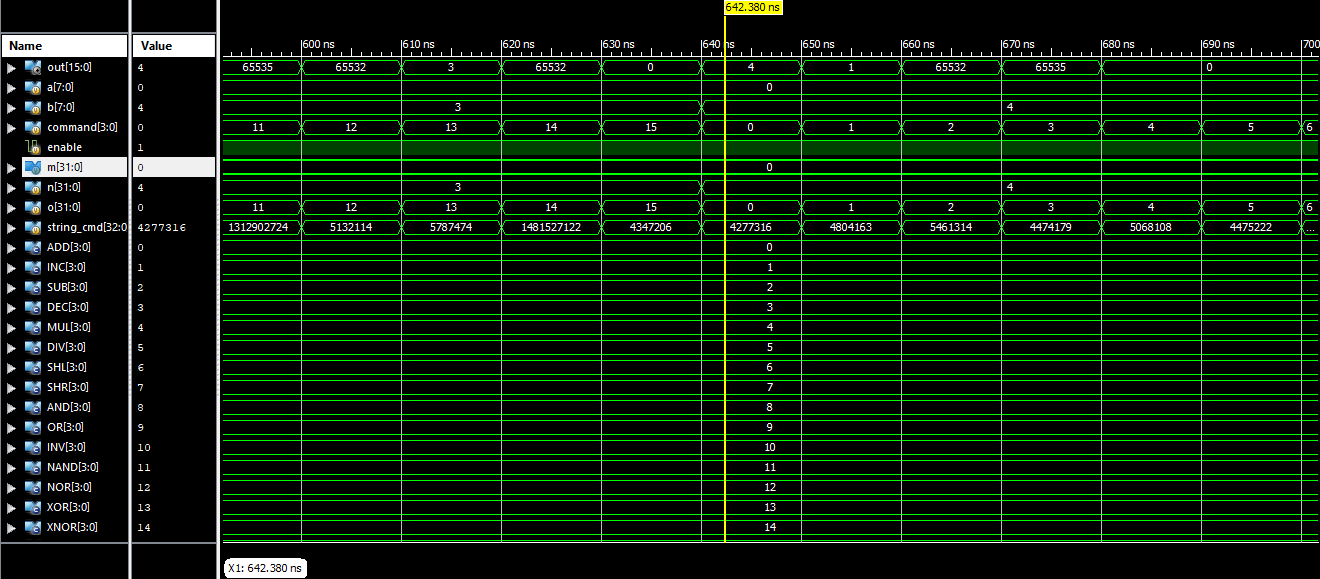 642.380 ns
Name Value 600 ns 610 ns 620 ns 630 ns 640 ns 650 ns 660 ns 670 ns 680 ns 690 ns 700
out[15:0] 4 65535 65532 3 65532 0 4 1 65532 65535 0
a[7:0] 0 0
b[7:0] 4 3 4
command[3:0] 0 11 12 13 14 15 0 1 2 3 4 5 6
enable 1
m[31:0] 0 0
n[31:0] 4 3 4
o[31:0] 0 11 12 13 14 15 0 1 2 3 4 5 6
string_cmd[32:0 4277316 1312902724 5132114 5787474 1481527122 4347206 4277316 4804163 5461314 4474179 5068108 4475222 ...
ADD[3:0] 0 0
INC[3:0] 1 1
SUB[3:0] 2 2
DEC[3:0] 3 3
MUL[3:0] 4 4
DIV[3:0] 5 5
SHL[3:0] 6 6
SHR[3:0] 7 7
AND[3:0] 8 8
OR[3:0] 9 9
INV[3:0] 10 10
NAND[3:0] 11 11
NOR[3:0] 12 12
XOR[3:0] 13 13
XNOR[3:0] 14 14
X1: 642.380 ns